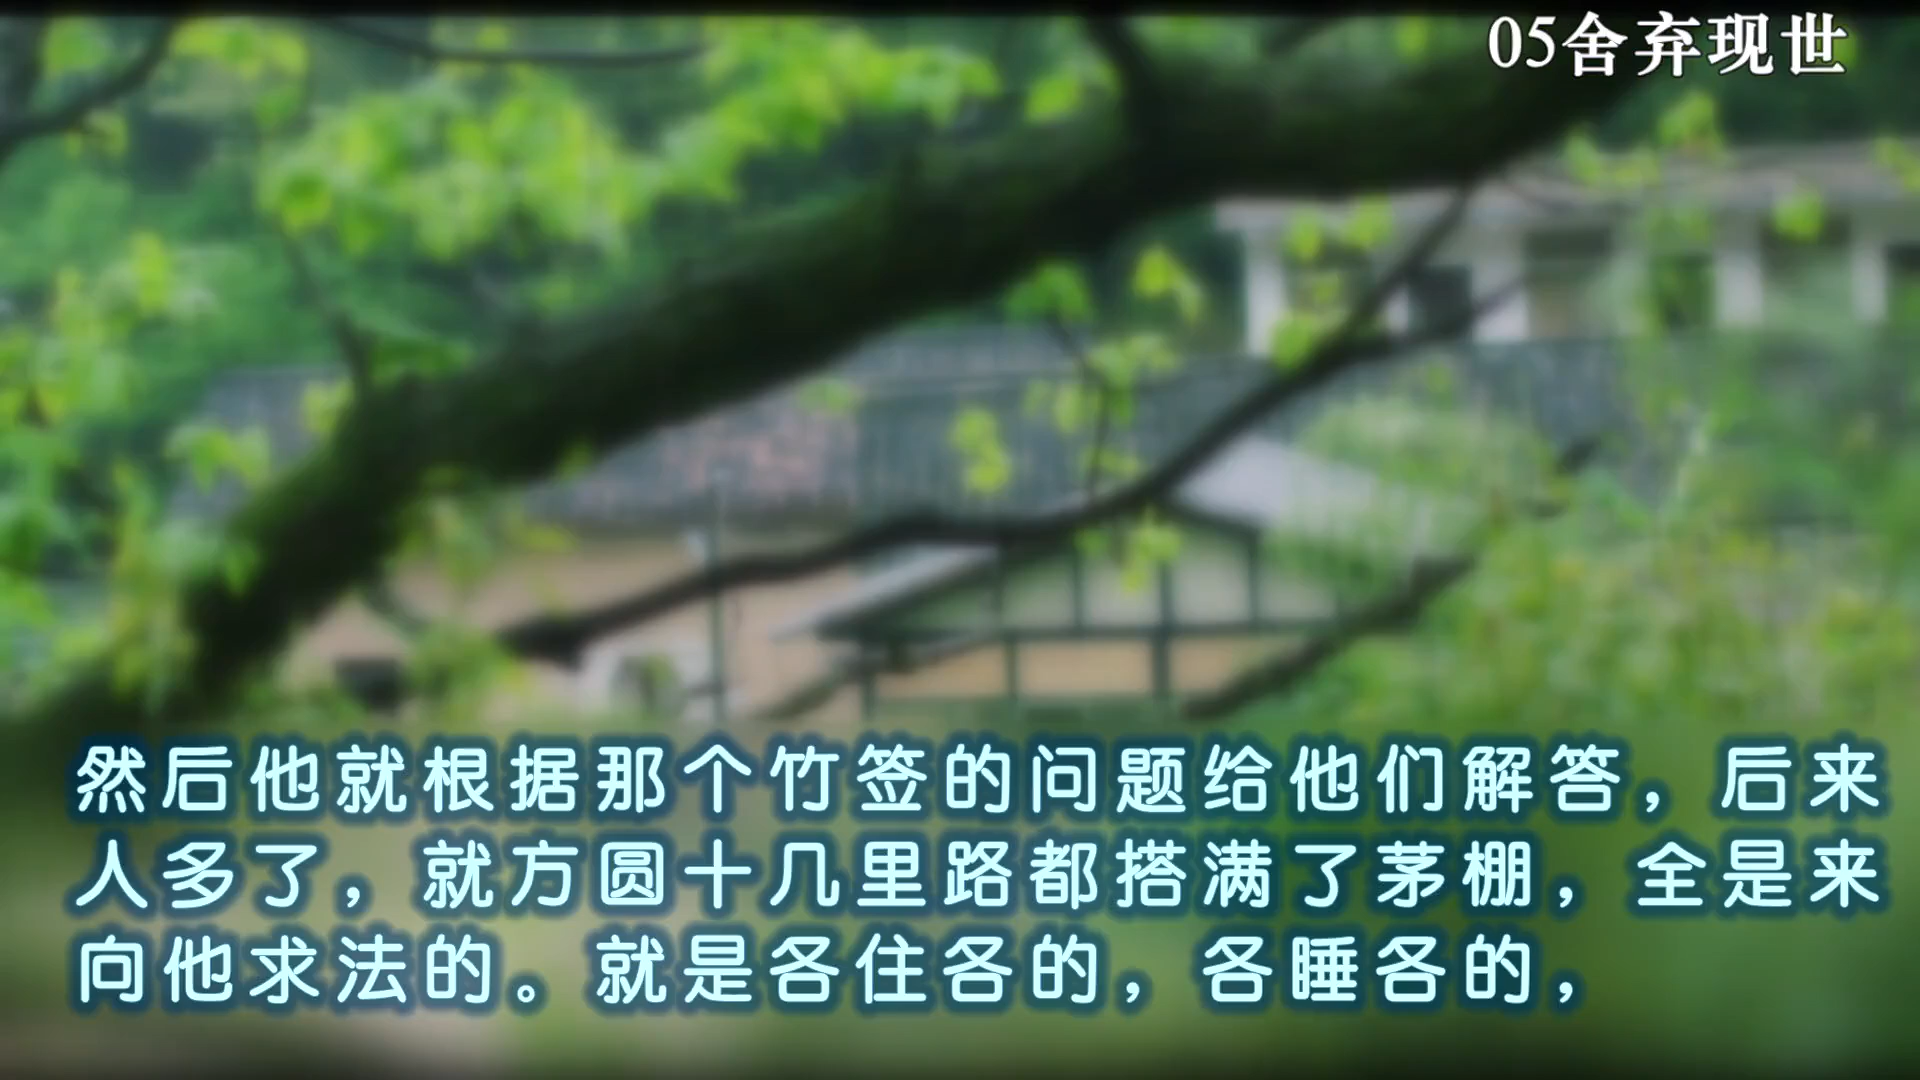 05舍弃现世
然后他就根据那个竹签的问题给他们解答，后来
人多了，就方圆十几里路都搭满了茅棚，全是来
向他求法的。就是各住各的，各睡各的，